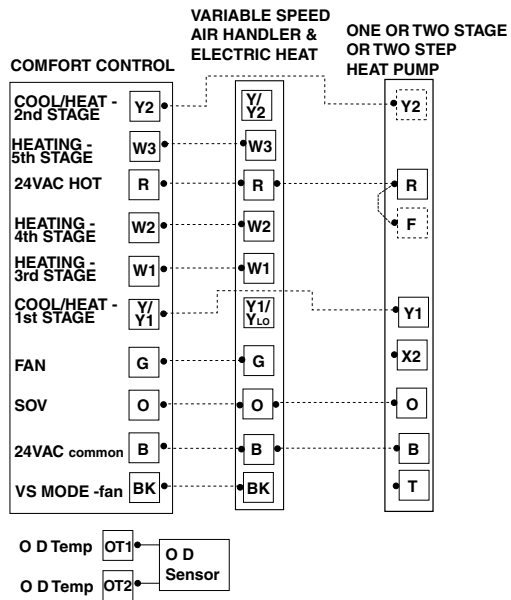 VARIABLE SPEED
AIR HANDLER &
ELECTRIC HEAT
ONE OR TWO STAGE
OR TWO STEP
HEAT PUMP
COMFORT CONTROL
COOL/HEAT -
2nd STAGE
Y2
Y/
Y2
Y2
HEATING -
5th STAGE
W3
W3
24VAC HOT
R
R
R
F
HEATING -
4th STAGE
W2
W2
HEATING -
3rd STAGE
W1
W1
COOL/HEAT -
1st STAGE
Y/
Y1
Y1/
YLO
Y1
FAN
G
G
X2
SOV
O
O
O
24VAC common
B
B
B
VS MODE -fan
BK
BK
T
O D Temp
OT1
O D
Sensor
O D Temp
OT2